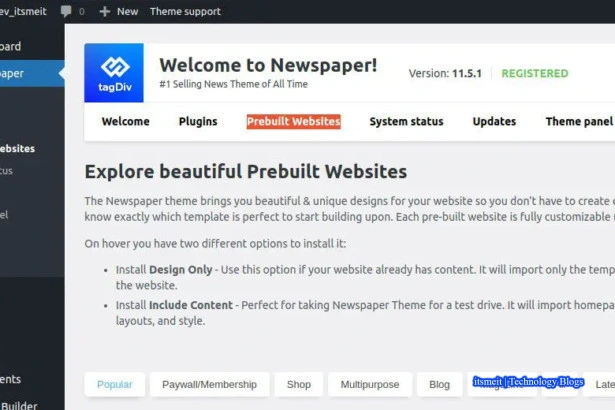 ev_itsmeit 0 New Theme support
oard
paper
ebsites
tus
el
ents
Builder
tagDiv
Welcome to Newspaper!
#1 Selling News Theme of All Time
Version: 11.5.1 REGISTERED
Welcome Plugins Prebuilt Websites System status Updates Theme panel
Explore beautiful Prebuilt Websites
The Newspaper theme brings you beautiful & unique designs for your website so you don't have to create e
know exactly which template is perfect to start building upon. Each pre-built website is fully customizable
On hover you have two different options to install it:
• Install Design Only - Use this option if your website already has content. It will import only the temp
the website.
• Install Include Content - Perfect for taking Newspaper Theme for a test drive. It will import homepa
layouts, and style.
Popular Paywall/Membership Shop Multipurpose Blog Late
itsmeit | Technology Blogs